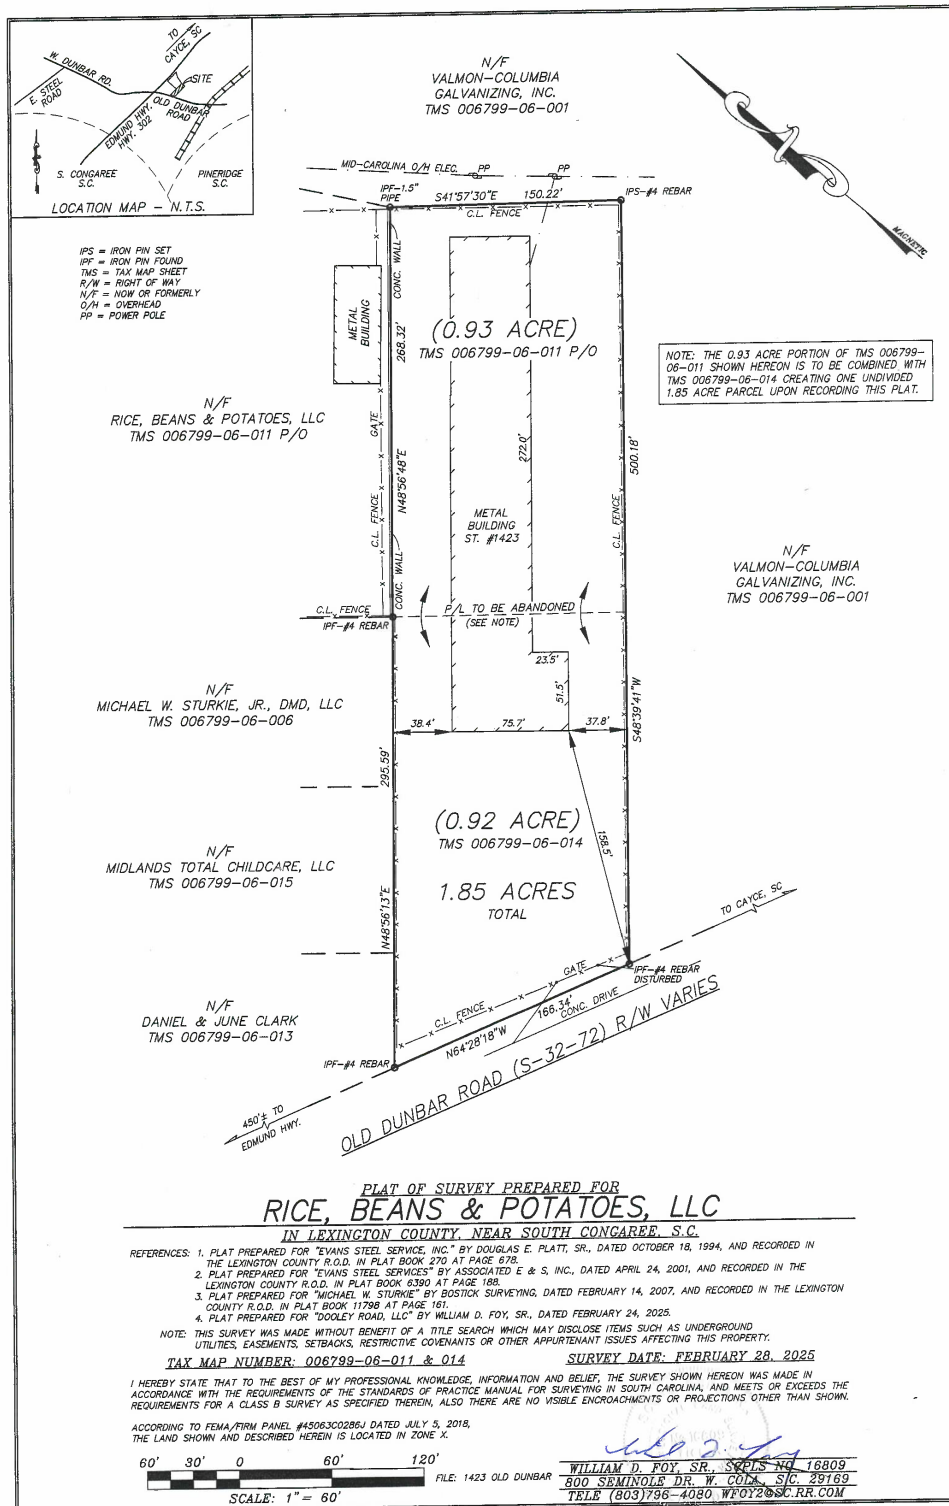 TO
CAYCE, SC
W. DUNBAR RD.
SITE
E. STEEL
ROAD
OLD DUNBAR
ROAD
EDMUND HWY.
HWY. 302
S. CONGAREE
S.C.
PINERIDGE
S.C.
LOCATION MAP - N.T.S.
N/F
VALMON-COLUMBIA
GALVANIZING, INC.
TMS 006799-06-001
MAGNETIC
MID-CAROLINA O/H ELEC.
PP
PP
IPF-1.5"
PIPE
S41°57'30"E 150.22'
IPS-#4 REBAR
C.L. FENCE
IPS = IRON PIN SET
IPF = IRON PIN FOUND
TMS = TAX MAP SHEET
R/W = RIGHT OF WAY
N/F = NOW OR FORMERLY
O/H = OVERHEAD
PP = POWER POLE
CONC. WALL
METAL
BUILDING
268.32'
(0.93 ACRE)
TMS 006799-06-011 P/O
NOTE: THE 0.93 ACRE PORTION OF TMS 006799-
06-011 SHOWN HEREON IS TO BE COMBINED WITH
TMS 006799-06-014 CREATING ONE UNDIVIDED
1.85 ACRE PARCEL UPON RECORDING THIS PLAT.
N/F
RICE, BEANS & POTATOES, LLC
TMS 006799-06-011 P/O
GATE
N48°56'48"E
272.0'
500.18'
C.L. FENCE
C.L. FENCE
METAL
BUILDING
ST. #1423
CONC. WALL
N/F
VALMON-COLUMBIA
GALVANIZING, INC.
TMS 006799-06-001
C.L. FENCE
IPF-#4 REBAR
P/L TO BE ABANDONED
(SEE NOTE)
23.5'
51.5'
N/F
MICHAEL W. STURKIE, JR., DMD, LLC
TMS 006799-06-006
38.4'
75.7'
37.8'
S48°39'41"W
295.59'
(0.92 ACRE)
TMS 006799-06-014
158.5'
N/F
MIDLANDS TOTAL CHILDCARE, LLC
TMS 006799-06-015
1.85 ACRES
TOTAL
N48°56'13"E
TO CAYCE, SC
GATE
IPF-#4 REBAR
DISTURBED
N/F
DANIEL & JUNE CLARK
TMS 006799-06-013
C.L. FENCE
166.34'
CONC. DRIVE
N64°28'18"W
IPF-#4 REBAR
OLD DUNBAR ROAD (S-32-72) R/W VARIES
450'± TO
EDMUND HWY.
PLAT OF SURVEY PREPARED FOR
RICE, BEANS & POTATOES, LLC
IN LEXINGTON COUNTY, NEAR SOUTH CONGAREE, S.C.
REFERENCES: 1. PLAT PREPARED FOR "EVANS STEEL SERVICE, INC." BY DOUGLAS E. PLATT, SR., DATED OCTOBER 18, 1994, AND RECORDED IN
THE LEXINGTON COUNTY R.O.D. IN PLAT BOOK 270 AT PAGE 678.
2. PLAT PREPARED FOR "EVANS STEEL SERVICES" BY ASSOCIATED E & S, INC., DATED APRIL 24, 2001, AND RECORDED IN THE
LEXINGTON COUNTY R.O.D. IN PLAT BOOK 6390 AT PAGE 188.
3. PLAT PREPARED FOR "MICHAEL W. STURKIE" BY BOSTICK SURVEYING, DATED FEBRUARY 14, 2007, AND RECORDED IN THE LEXINGTON
COUNTY R.O.D. IN PLAT BOOK 11798 AT PAGE 161.
4. PLAT PREPARED FOR "DOOLEY ROAD, LLC" BY WILLIAM D. FOY, SR., DATED FEBRUARY 24, 2025.
NOTE: THIS SURVEY WAS MADE WITHOUT BENEFIT OF A TITLE SEARCH WHICH MAY DISCLOSE ITEMS SUCH AS UNDERGROUND
UTILITIES, EASEMENTS, SETBACKS, RESTRICTIVE COVENANTS OR OTHER APPURTENANT ISSUES AFFECTING THIS PROPERTY.
TAX MAP NUMBER: 006799-06-011 & 014
SURVEY DATE: FEBRUARY 28, 2025
I HEREBY STATE THAT TO THE BEST OF MY PROFESSIONAL KNOWLEDGE, INFORMATION AND BELIEF, THE SURVEY SHOWN HEREON WAS MADE IN
ACCORDANCE WITH THE REQUIREMENTS OF THE STANDARDS OF PRACTICE MANUAL FOR SURVEYING IN SOUTH CAROLINA, AND MEETS OR EXCEEDS THE
REQUIREMENTS FOR A CLASS B SURVEY AS SPECIFIED THEREIN, ALSO THERE ARE NO VISIBLE ENCROACHMENTS OR PROJECTIONS OTHER THAN SHOWN.
ACCORDING TO FEMA/FIRM PANEL #45063C0286J DATED JULY 5, 2018,
THE LAND SHOWN AND DESCRIBED HEREIN IS LOCATED IN ZONE X.
60' 30' 0 60' 120'
SCALE: 1"= 60'
FILE: 1423 OLD DUNBAR
WILLIAM D. FOY, SR., SCPLS NO. 16809
800 SEMINOLE DR. W. COLA., S.C. 29169
TELE (803)796-4080 WFOY2@SC.RR.COM